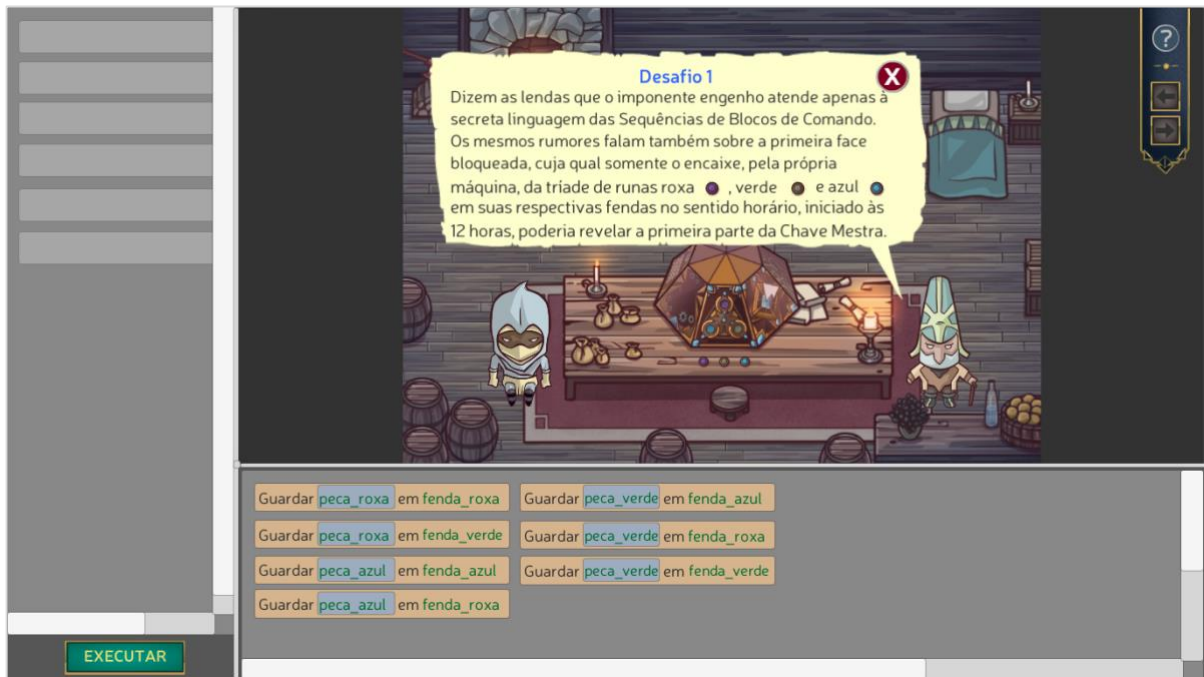 Desafio 1
X
Dizem as lendas que o imponente engenho atende apenas à
secreta linguagem das Sequências de Blocos de Comando.
Os mesmos rumores falam também sobre a primeira face
bloqueada, cuja qual somente o encaixe, pela própria
máquina, da tríade de runas roxa , verde e azul
em suas respectivas fendas no sentido horário, iniciado às
12 horas, poderia revelar a primeira parte da Chave Mestra.
?
Guardar peca_roxa em fenda_roxa
Guardar peca_verde em fenda_azul
Guardar peca_roxa em fenda_verde
Guardar peca_verde em fenda_roxa
Guardar peca_azul em fenda_azul
Guardar peca_verde em fenda_verde
Guardar peca_azul em fenda_roxa
EXECUTAR